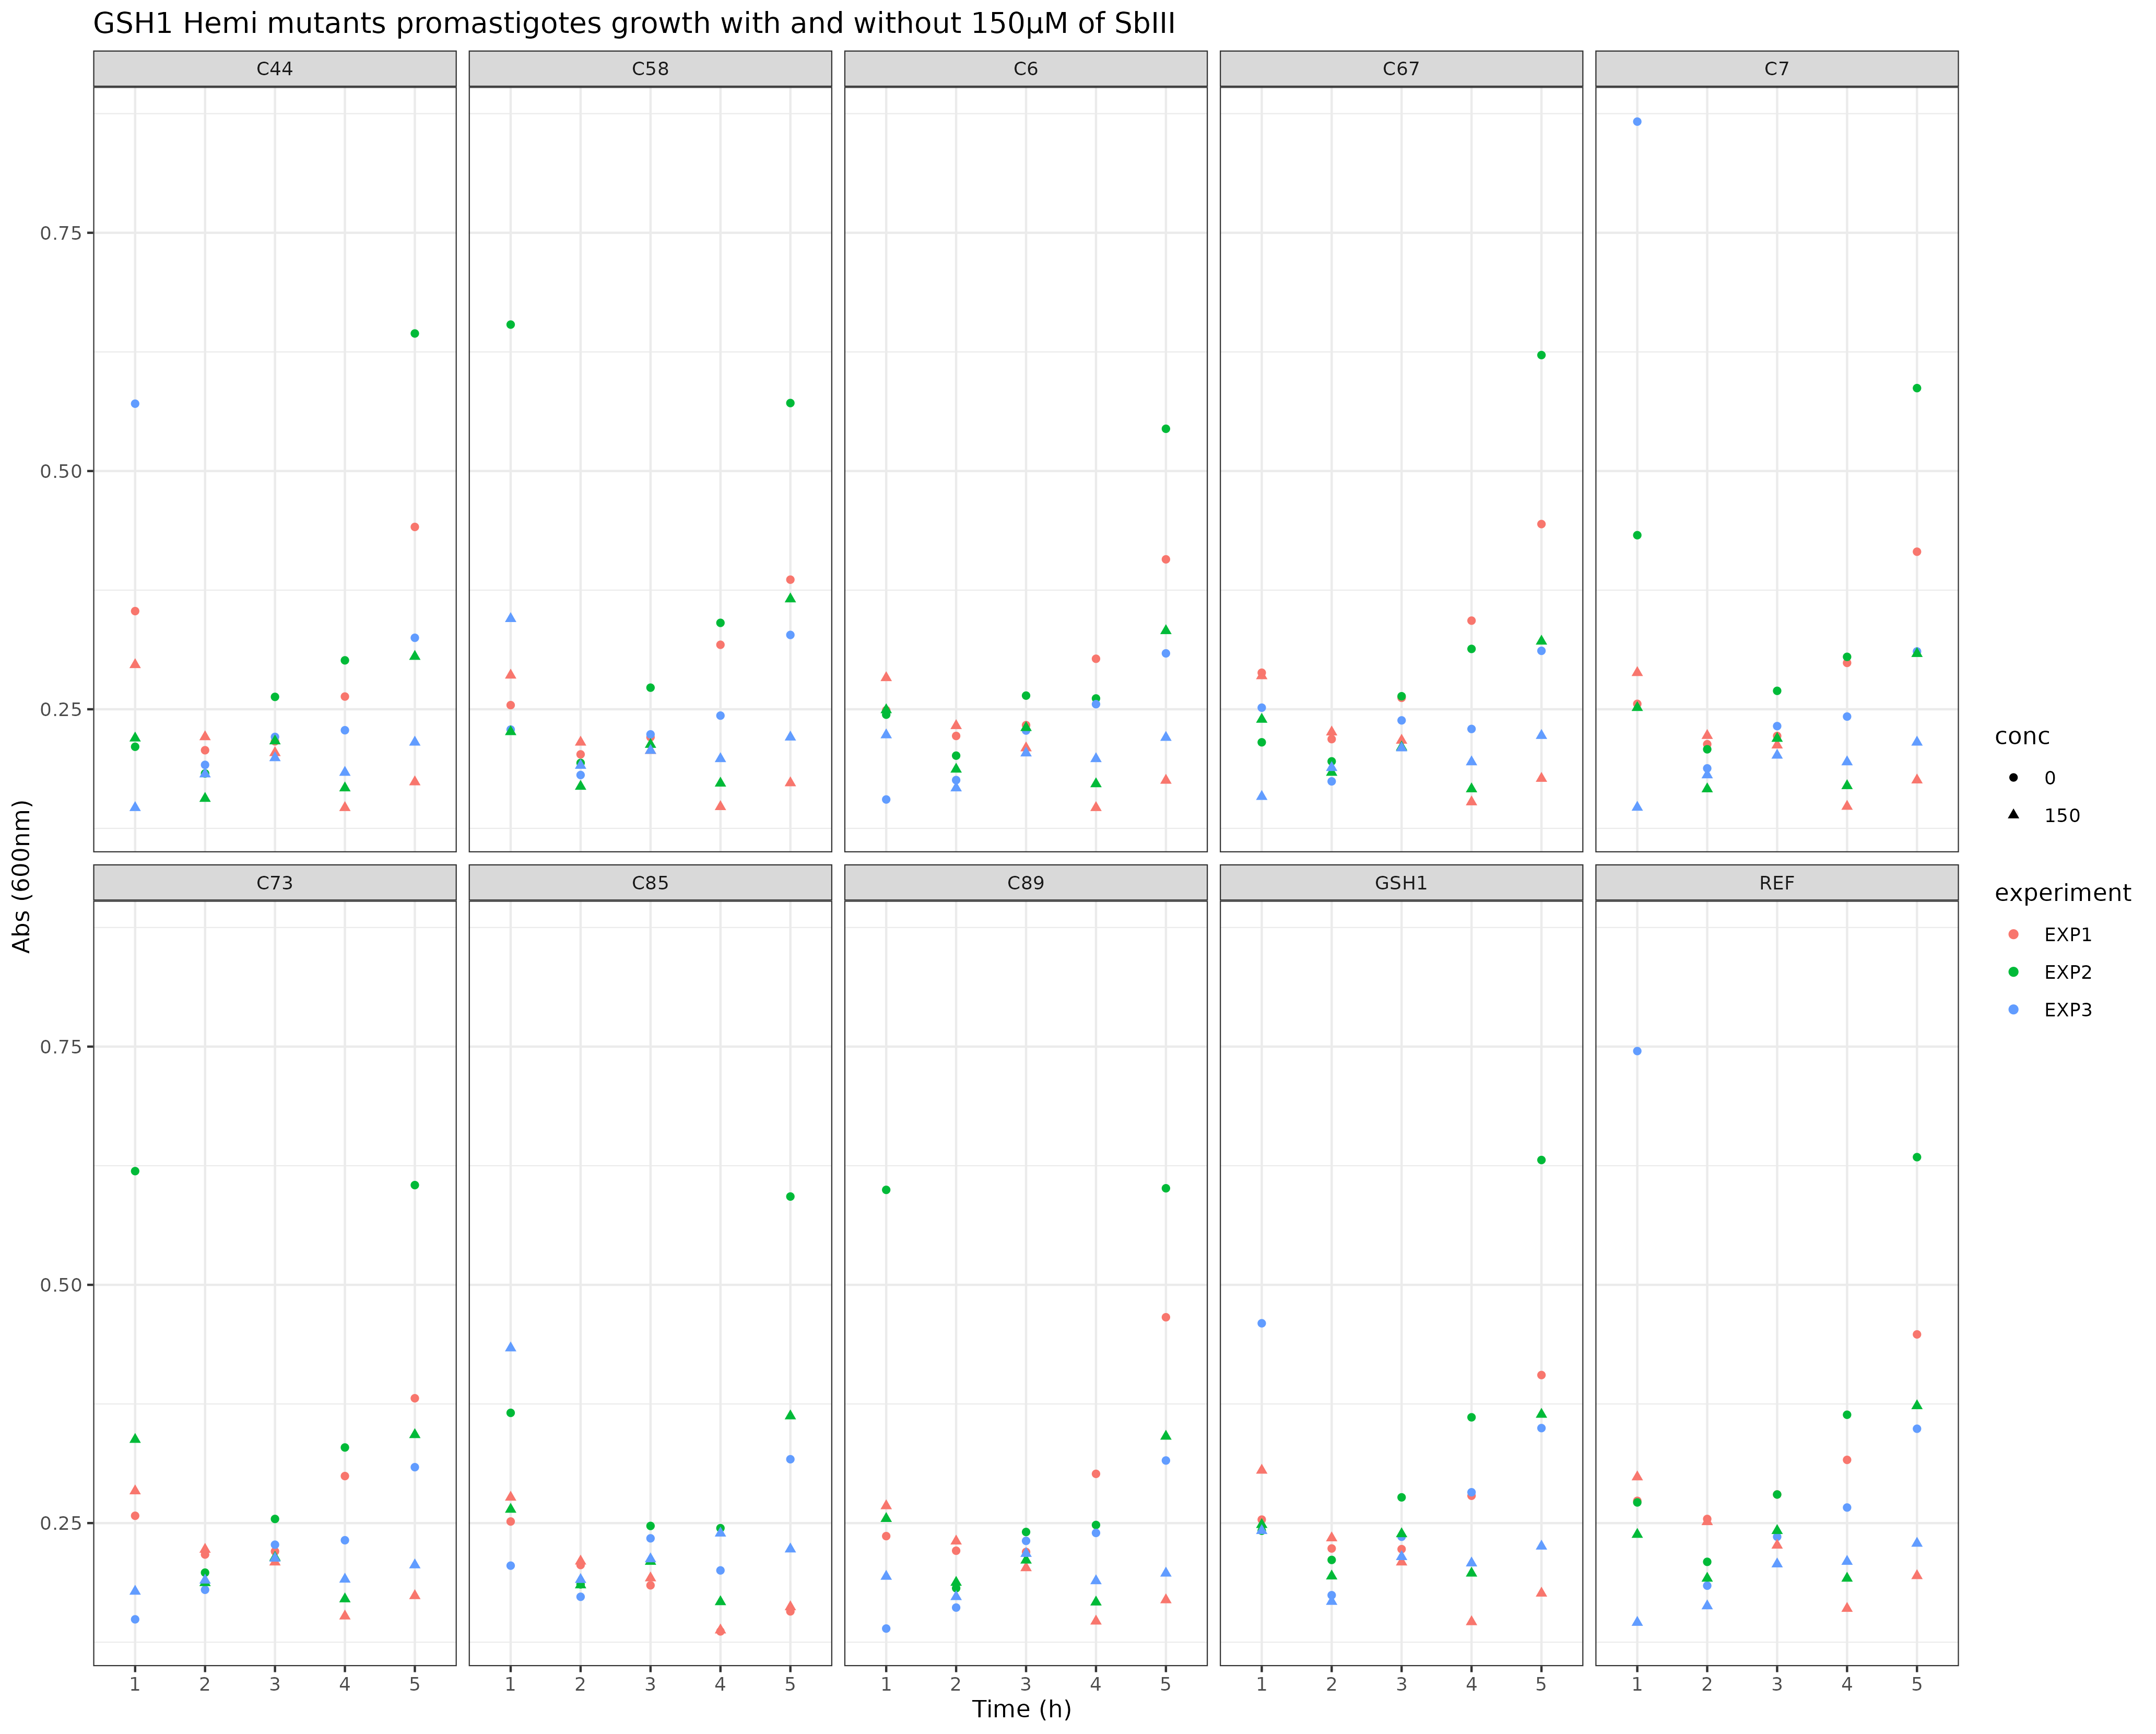 GSH1 Hemi mutants promastigotes growth with and without 150µM of SbIII
C44 C58 C6 C67 C7
0.75
0.50
0.25
C73 C85 C89 GSH1 REF
0.75
0.50
0.25
1 2 3 4 5 1 2 3 4 5 1 2 3 4 5 1 2 3 4 5 1 2 3 4 5
Time (h)
Abs (600nm)
conc
0
150
experiment
EXP1
EXP2
EXP3